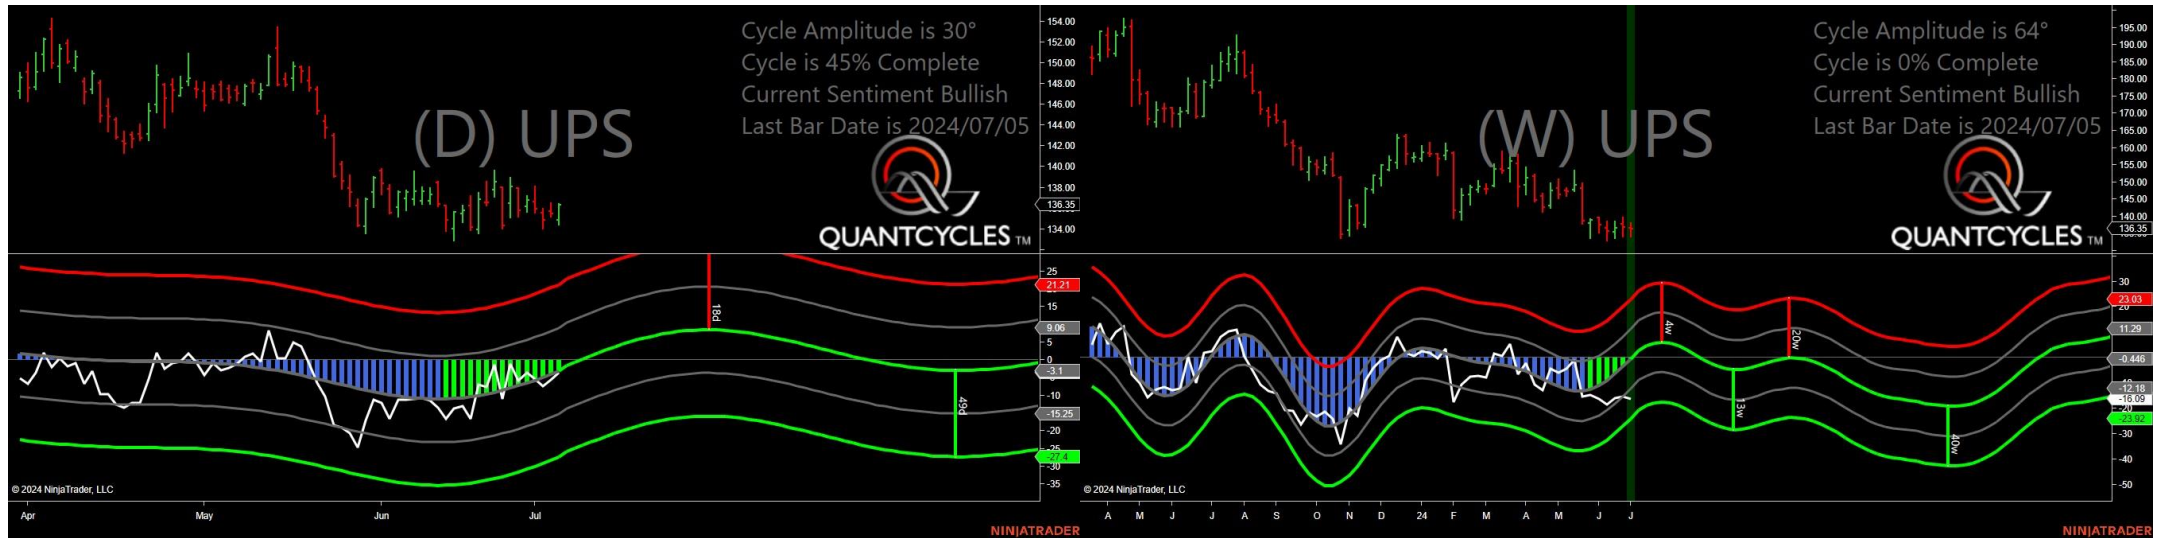 Cycle Amplitude is 30°
Cycle is 45% Complete
Current Sentiment Bullish
Last Bar Date is 2024/07/05
(D) UPS
QUANTCYCLES TM
154.00
152.00
150.00
148.00
146.00
144.00
142.00
140.00
138.00
136.35
134.00
25
21.21
15
9.06
5
0
-3.1
-10
-15.25
-20
-25
-27.4
-30
-35
18d
49d
© 2024 NinjaTrader, LLC
Apr May Jun Jul
NINJATRADER
Cycle Amplitude is 64°
Cycle is 0% Complete
Current Sentiment Bullish
Last Bar Date is 2024/07/05
(W) UPS
QUANTCYCLES TM
195.00
190.00
185.00
180.00
175.00
170.00
165.00
160.00
155.00
150.00
145.00
140.00
136.35
30
23.03
20
11.29
-0.446
-12.18
-16.09
-20
-23.92
-30
-40
-50
4w
13w
20w
40w
© 2024 NinjaTrader, LLC
A M J J A S O N D 24 F M A M J J
NINJATRADER